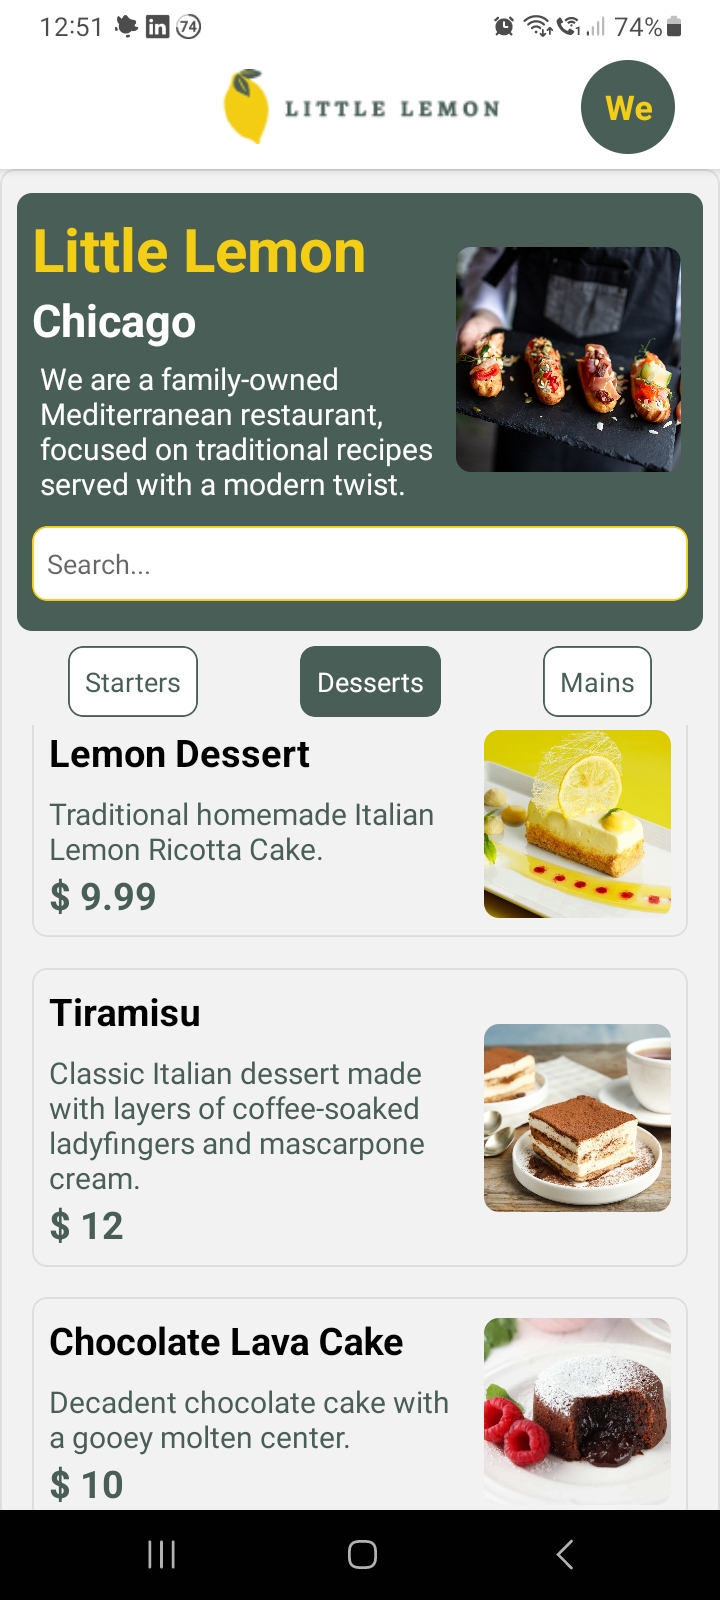 12:51 in 74 1 74%
LITTLE LEMON
We
Little Lemon
Chicago
We are a family-owned
Mediterranean restaurant,
focused on traditional recipes
served with a modern twist.
Search...
Starters Desserts Mains
Lemon Dessert
Traditional homemade Italian
Lemon Ricotta Cake.
$ 9.99
Tiramisu
Classic Italian dessert made
with layers of coffee-soaked
ladyfingers and mascarpone
cream.
$ 12
Chocolate Lava Cake
Decadent chocolate cake with
a gooey molten center.
$ 10